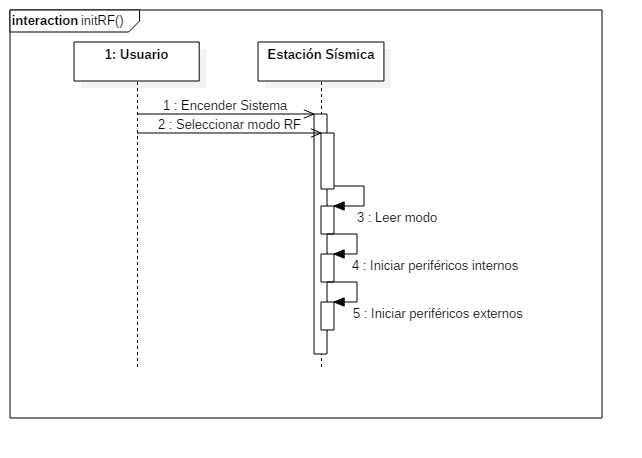 interaction initRF()
1: Usuario
Estación Sísmica
1 : Encender Sistema
2 : Seleccionar modo RF
3 : Leer modo
4 : Iniciar periféricos internos
5 : Iniciar periféricos externos